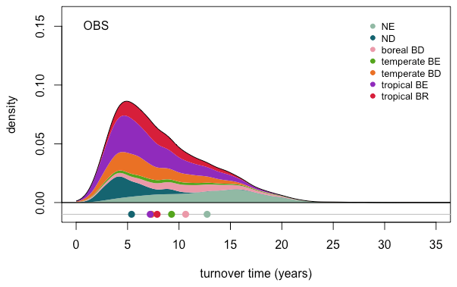 OBS
NE
ND
boreal BD
temperate BE
temperate BD
tropical BE
tropical BR
density
0.15
0.10
0.05
0.00
0 5 10 15 20 25 30 35
turnover time (years)